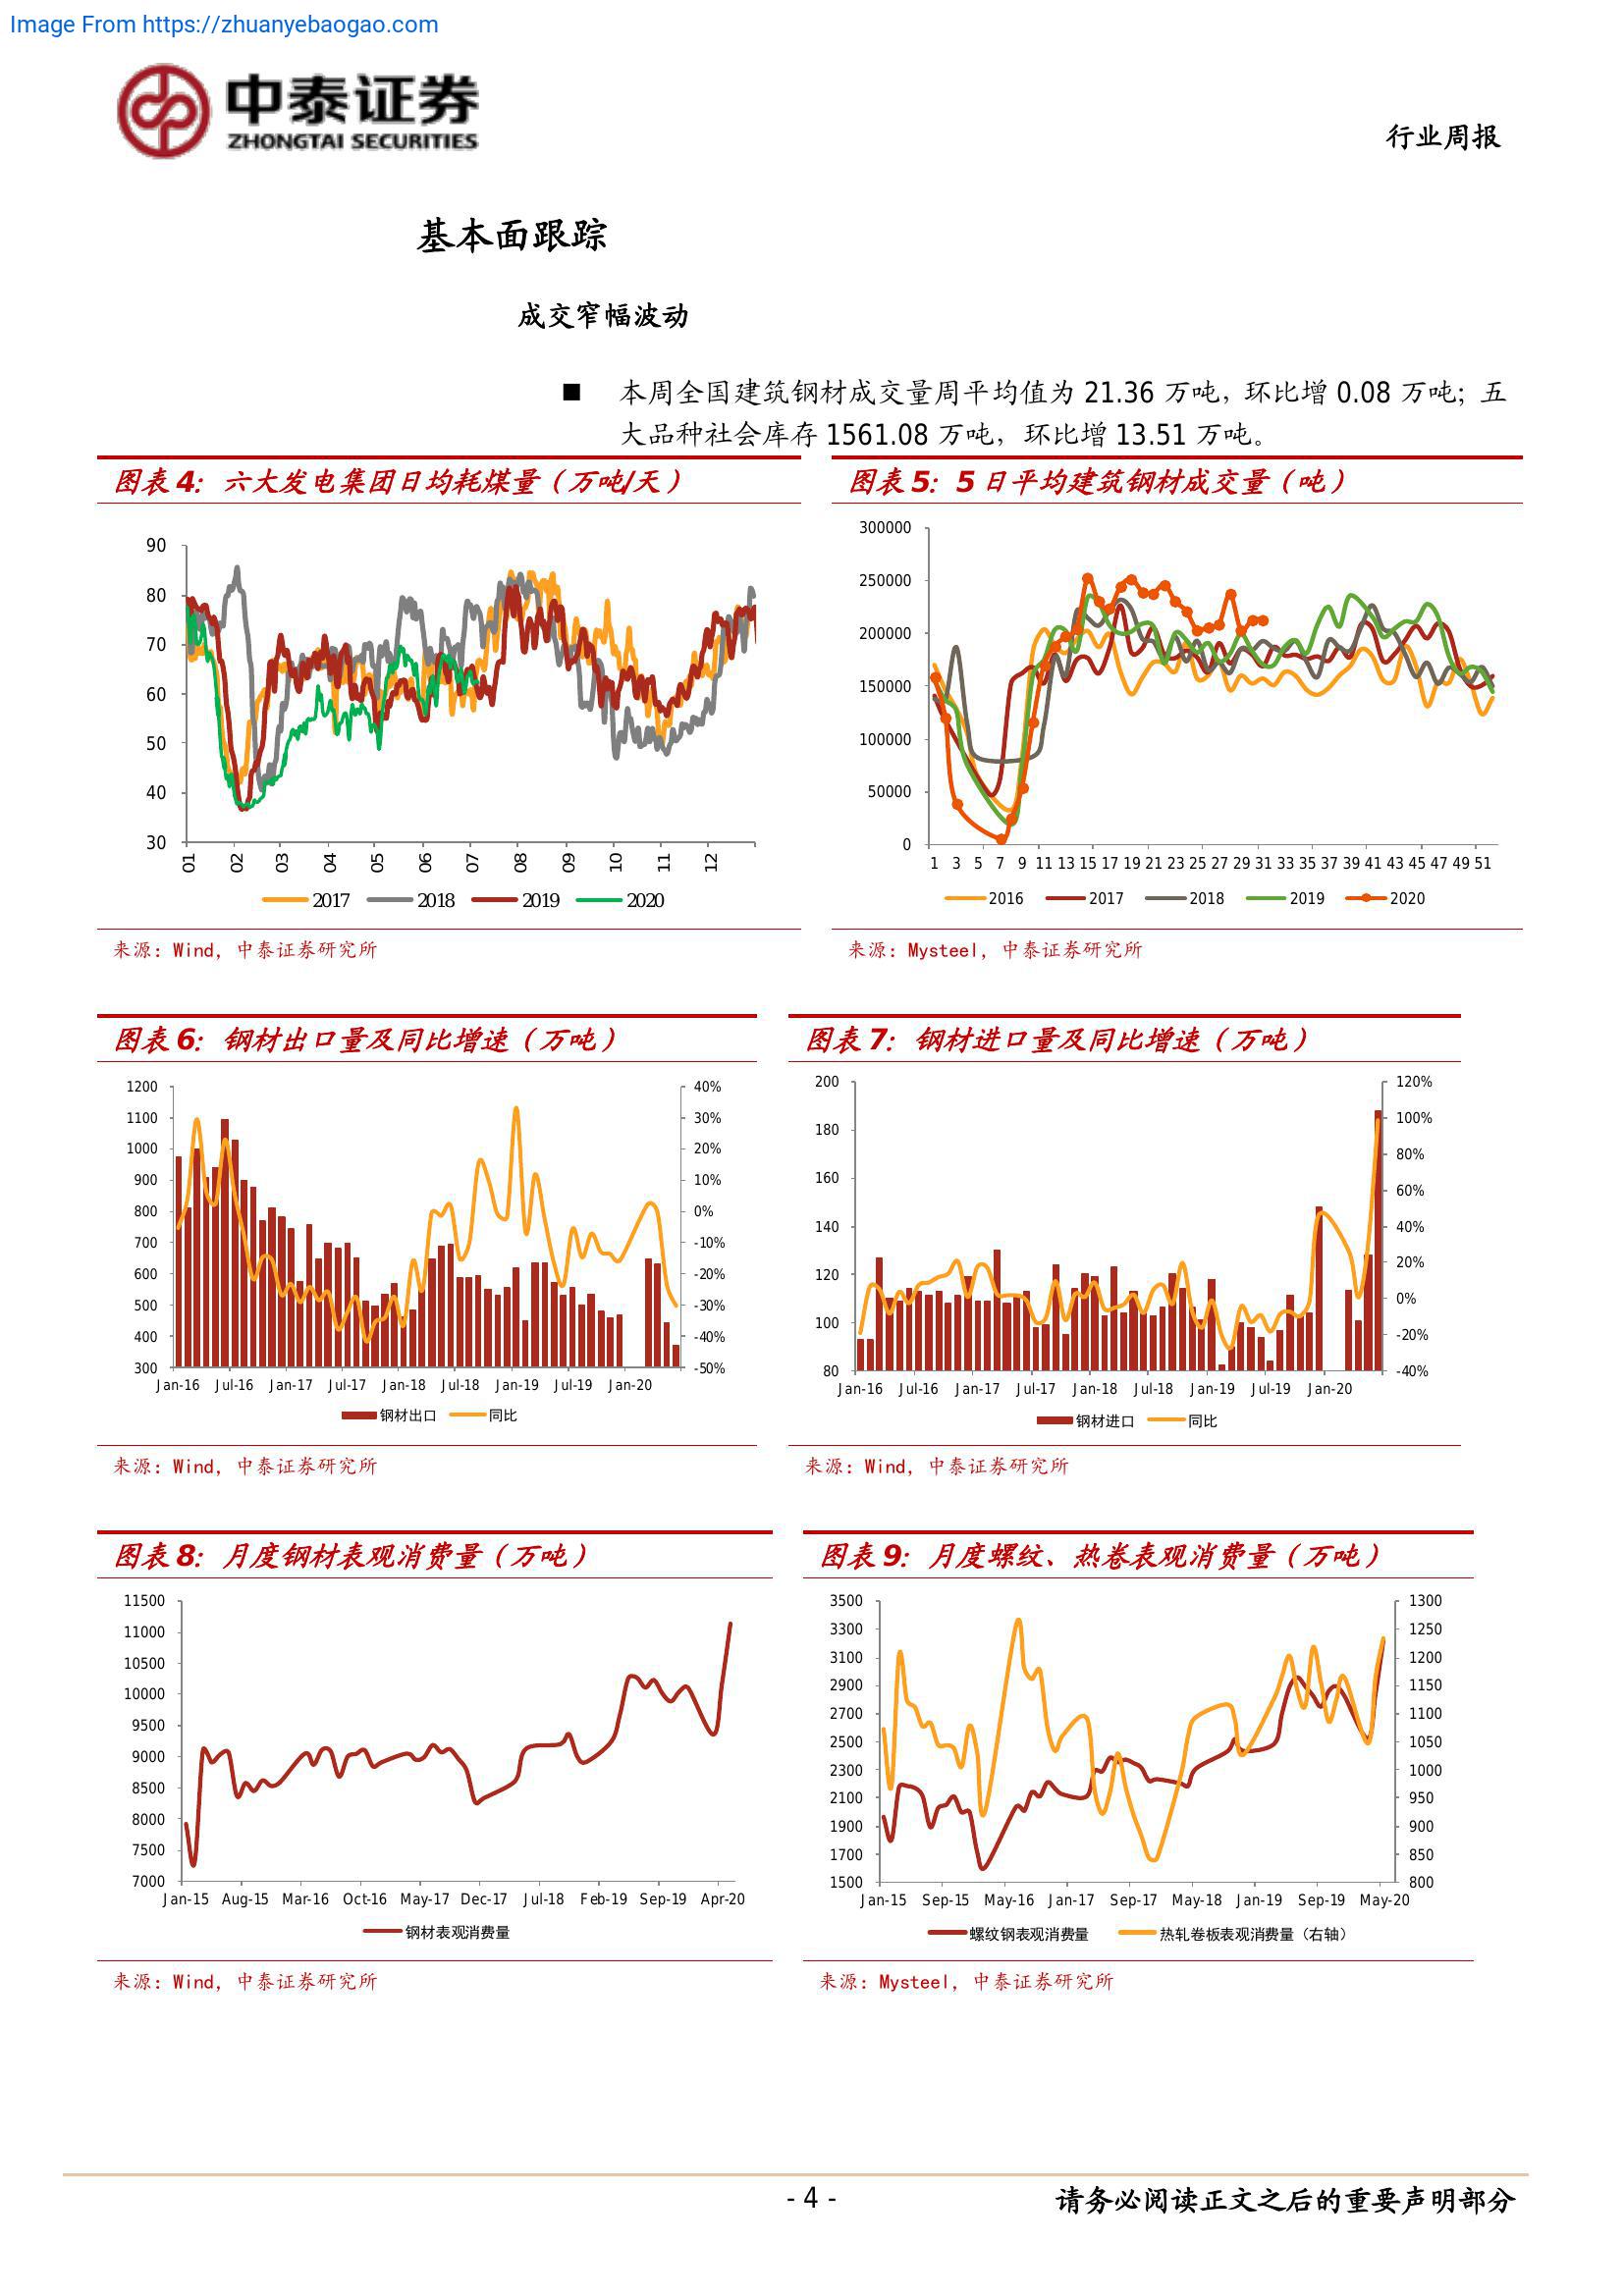 Image From https://zhuanyebaogao.com
中泰证券
ZHONGTAI SECURITIES
行业周报
基本面跟踪
成交窄幅波动
■ 本周全国建筑钢材成交量周平均值为 21.36 万吨，环比增 0.08 万吨；五
大品种社会库存 1561.08 万吨，环比增 13.51 万吨。
图表 4：六大发电集团日均耗煤量（万吨/天）
90
80
70
60
50
40
30
01 02 03 04 05 06 07 08 09 10 11 12
2017 2018 2019 2020
来源：Wind，中泰证券研究所
图表 5：5 日平均建筑钢材成交量（吨）
300000
250000
200000
150000
100000
50000
0
1 3 5 7 9 11 13 15 17 19 21 23 25 27 29 31 33 35 37 39 41 43 45 47 49 51
2016 2017 2018 2019 2020
来源：Mysteel，中泰证券研究所
图表 6：钢材出口量及同比增速（万吨）
1200 40%
1100 30%
1000 20%
900 10%
800 0%
700 -10%
600 -20%
500 -30%
400 -40%
300 -50%
Jan-16 Jul-16 Jan-17 Jul-17 Jan-18 Jul-18 Jan-19 Jul-19 Jan-20
钢材出口 同比
来源：Wind，中泰证券研究所
图表 7：钢材进口量及同比增速（万吨）
200
180
160
140
120
100
80
120%
100%
80%
60%
40%
20%
0%
-20%
-40%
Jan-16 Jul-16 Jan-17 Jul-17 Jan-18 Jul-18 Jan-19 Jul-19 Jan-20
钢材进口 同比
来源：Wind，中泰证券研究所
图表 8：月度钢材表观消费量（万吨）
11500
11000
10500
10000
9500
9000
8500
8000
7500
7000
Jan-15 Aug-15 Mar-16 Oct-16 May-17 Dec-17 Jul-18 Feb-19 Sep-19 Apr-20
钢材表观消费量
来源：Wind，中泰证券研究所
图表 9：月度螺纹、热卷表观消费量（万吨）
3500 1300
3300 1250
3100 1200
2900 1150
2700 1100
2500 1050
2300 1000
2100 950
1900 900
1700 850
1500 800
Jan-15 Sep-15 May-16 Jan-17 Sep-17 May-18 Jan-19 Sep-19 May-20
螺纹钢表观消费量 热轧卷板表观消费量（右轴）
来源：Mysteel，中泰证券研究所
- 4 -
请务必阅读正文之后的重要声明部分